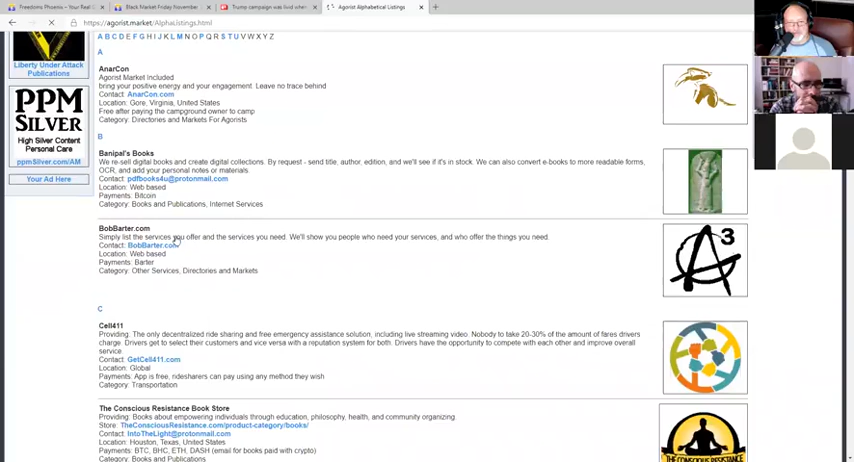 Freedoms Phoenix - Your Real G
Black Market Friday November
Trump campaign was livid when
Agorist Alphabetical Listings
https://agorist.market/AlphaListings.html
A B C D E F G H I J K L M N O P Q R S T U V W X Y Z
Liberty Under Attack
Publications
PPM
SILVER
High Silver Content
Personal Care
ppmSilver.com/AM
Your Ad Here
A
AnarCon
Agorist Market Included
bring your positive energy and your engagement. Leave no trace behind
Contact: AnarCon.com
Location: Gore, Virginia, United States
Free after paying the campground owner to camp
Category: Directories and Markets For Agorists
B
Banipal's Books
We re-sell digital books and create digital collections. By request - send title, author, edition, and we'll see if it's in stock. We can also convert e-books to more readable forms,
OCR, and add your personal notes or materials.
Contact: pdfbooks4u@protonmail.com
Location: Web based
Payments: Bitcoin
Category: Books and Publications, Internet Services
BobBarter.com
Simply list the services you offer and the services you need. We'll show you people who need your services, and who offer the things you need.
Contact: BobBarter.com
Location: Web based
Payments: Barter
Category: Other Services, Directories and Markets
A3
C
Cell411
Providing: The only decentralized ride sharing and free emergency assistance solution, including live streaming video. Nobody to take 20-30% of the amount of fares drivers
charge. Drivers get to select their customers and vice versa with a reputation system for both. Drivers have the opportunity to compete with each other and improve overall
service
Contact: GetCell411.com
Location: Global
Payments: App is free, ridesharers can pay using any method they wish
Category: Transportation
The Conscious Resistance Book Store
Providing: Books about empowering individuals through education, philosophy, health, and community organizing.
Store: TheConsciousResistance.com/product-category/books/
Contact: IntoTheLight@protonmail.com
Location: Houston, Texas, United States
Payments: BTC, BHC, ETH, DASH (email for books paid with crypto)
Category: Books and Publications
THE CONSCIOUS RESISTANCE